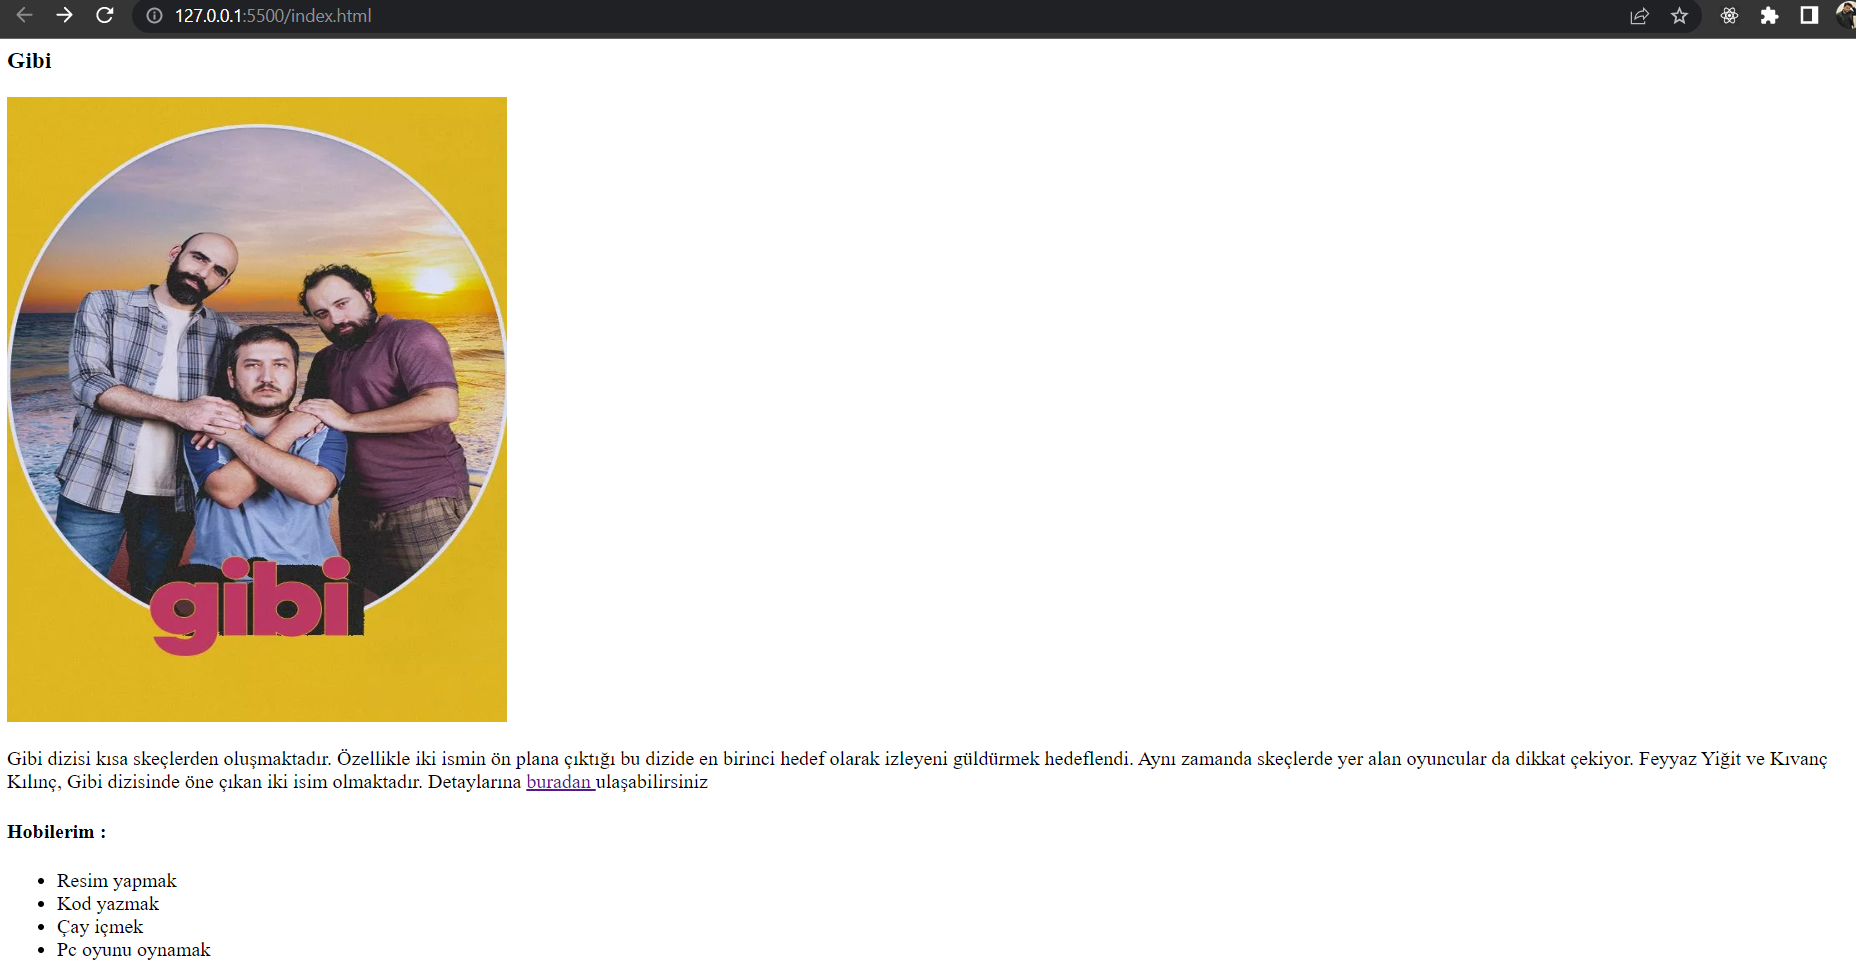 127.0.0.1:5500/index.html
Gibi
gibi
Gibi dizisi kısa skeçlerden oluşmaktadır. Özellikle iki ismin ön plana çıktığı bu dizide en birinci hedef olarak izleyeni güldürmek hedeflendi. Aynı zamanda skeçlerde yer alan oyuncular da dikkat çekiyor. Feyyaz Yiğit ve Kıvanç
Kılınç, Gibi dizisinde öne çıkan iki isim olmaktadır. Detaylarına buradan ulaşabilirsiniz
Hobilerim :
• Resim yapmak
• Kod yazmak
• Çay içmek
• Pc oyunu oynamak